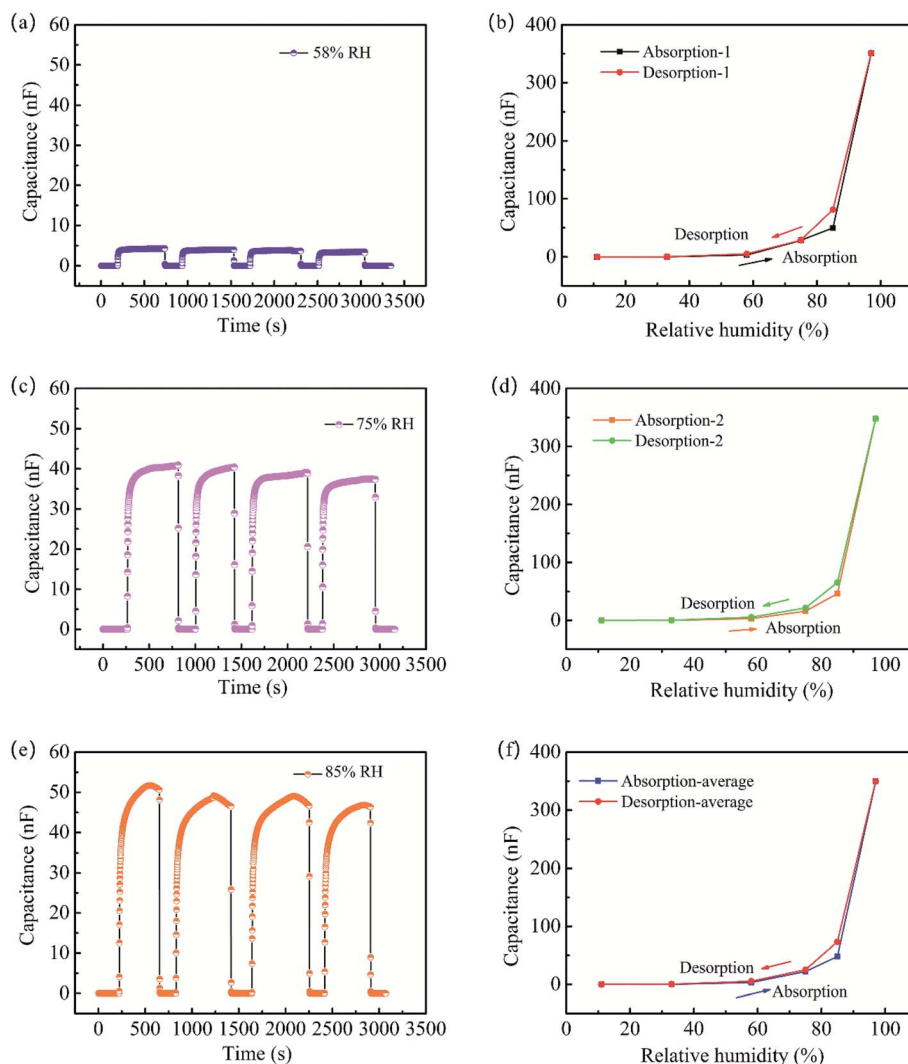 (a)
60
50
40
30
20
10
0
Capacitance (nF)
58% RH
0 500 1000 1500 2000 2500 3000 3500
Time (s)
(b)
400
300
200
100
0
Capacitance (nF)
Absorption-1
Desorption-1
Desorption
Absorption
0 20 40 60 80 100
Relative humidity (%)
(c)
60
50
40
30
20
10
0
Capacitance (nF)
75% RH
0 500 1000 1500 2000 2500 3000 3500
Time (s)
(d)
400
300
200
100
0
Capacitance (nF)
Absorption-2
Desorption-2
Desorption
Absorption
0 20 40 60 80 100
Relative humidity (%)
(e)
60
50
40
30
20
10
0
Capacitance (nF)
85% RH
0 500 1000 1500 2000 2500 3000 3500
Time (s)
(f)
400
300
200
100
0
Capacitance (nF)
Absorption-average
Desorption-average
Desorption
Absorption
0 20 40 60 80 100
Relative humidity (%)